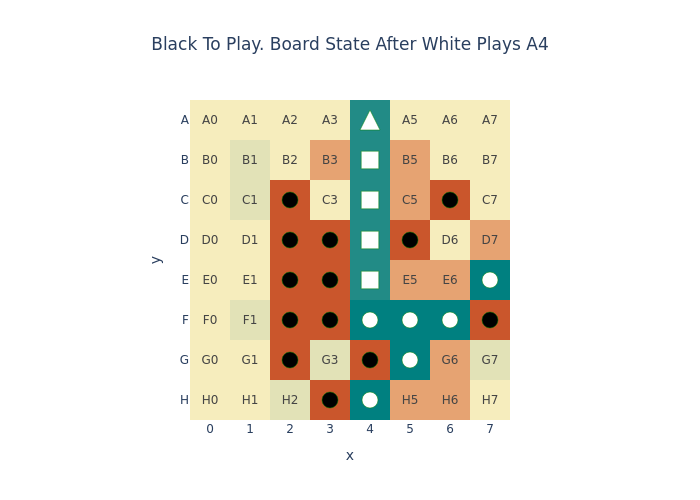 Black To Play. Board State After White Plays A4
A A0 A1 A2 A3 A5 A6 A7
B B0 B1 B2 B3 B5 B6 B7
C C0 C1 C3 C5 C7
D D0 D1 D6 D7
y
E E0 E1 E5 E6
F F0 F1
G G0 G1 G3 G6 G7
H H0 H1 H2 H5 H6 H7
0 1 2 3 4 5 6 7
x